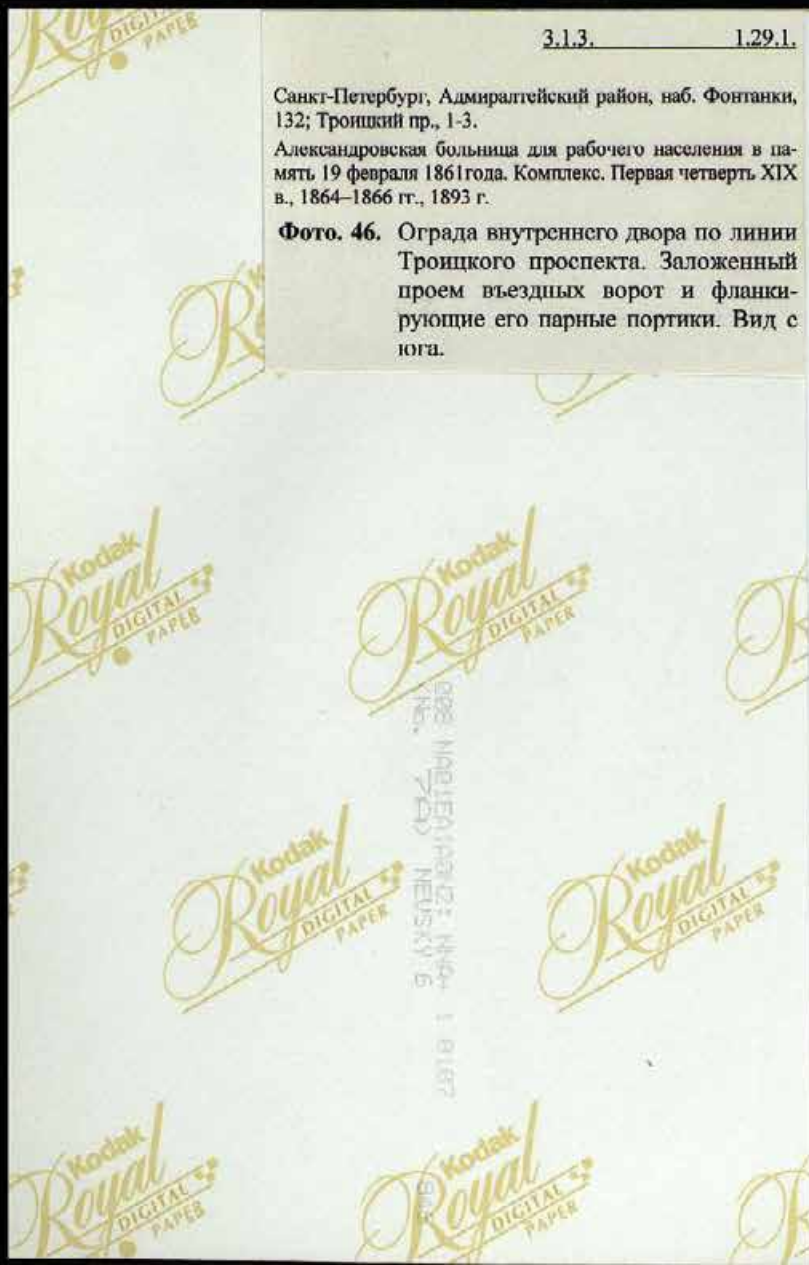 3.1.3. 1.29.1.
Санкт-Петербург, Адмиралтейский район, наб. Фонтанки,
132; Троицкий пр., 1-3.
Александровская больница для рабочего населения в па-
мять 19 февраля 1861года. Комплекс. Первая четверть XIX
в., 1864–1866 гг., 1893 г.
Фото. 46. Ограда внутреннего двора по линии
Троицкого проспекта. Заложенный
проем въездных ворот и фланки-
рующие его парные портики. Вид с
юга.
Royal
DIGITAL
PAPER
Kodak
Royal
DIGITAL
PAPER
Kodak
Royal
DIGITAL
PAPER
Kodak
Royal
DIGITAL
PAPER
Kodak
Royal
DIGITAL
PAPER
NEVSKY 6
Kodak
Royal
DIGITAL
PAPER
Kodak
Royal
DIGITAL
PAPER